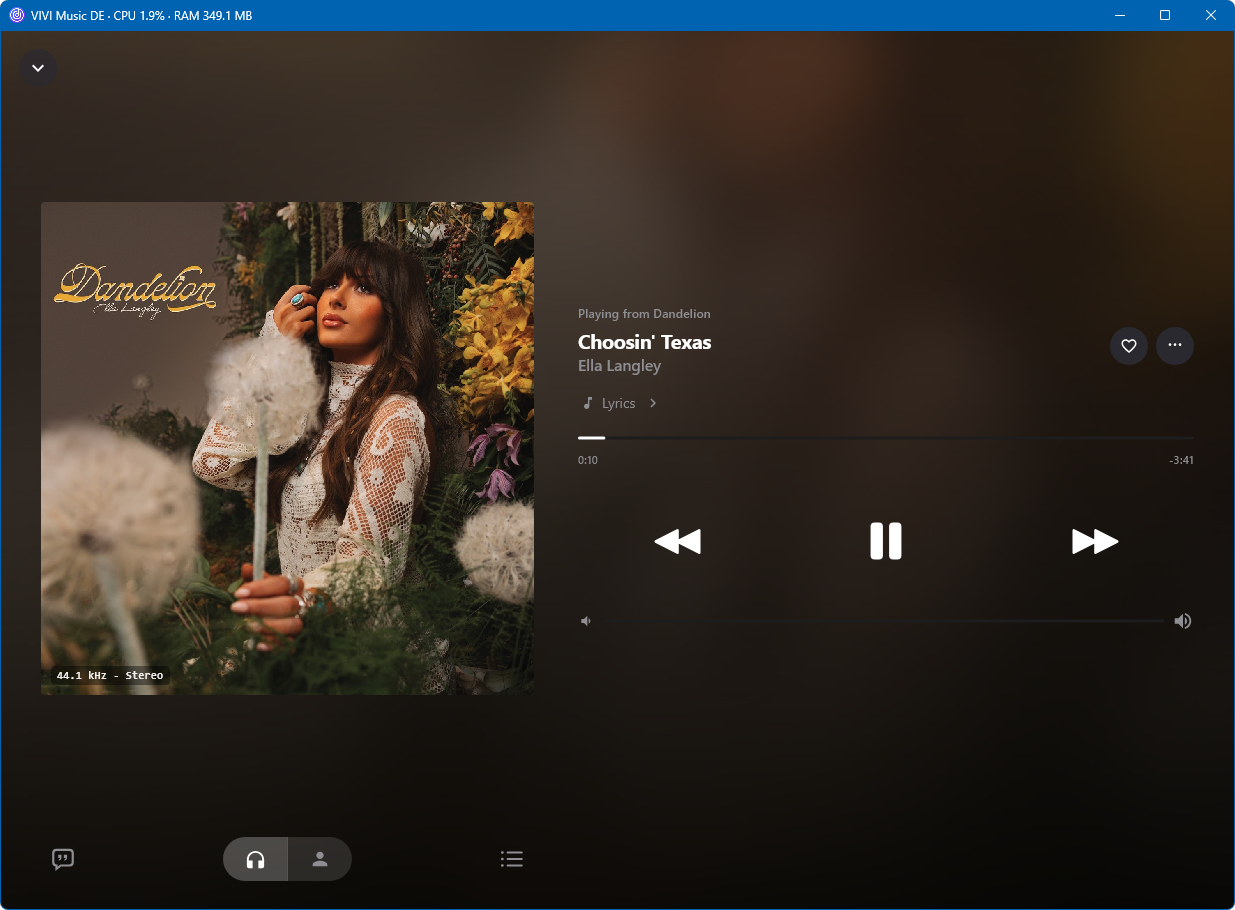 VIVI Music DE · CPU 1.9% · RAM 349.1 MB
Dandelion
Ella Langley
44.1 kHz - Stereo
Playing from Dandelion
Choosin' Texas
Ella Langley
Lyrics
0:10
-3:41